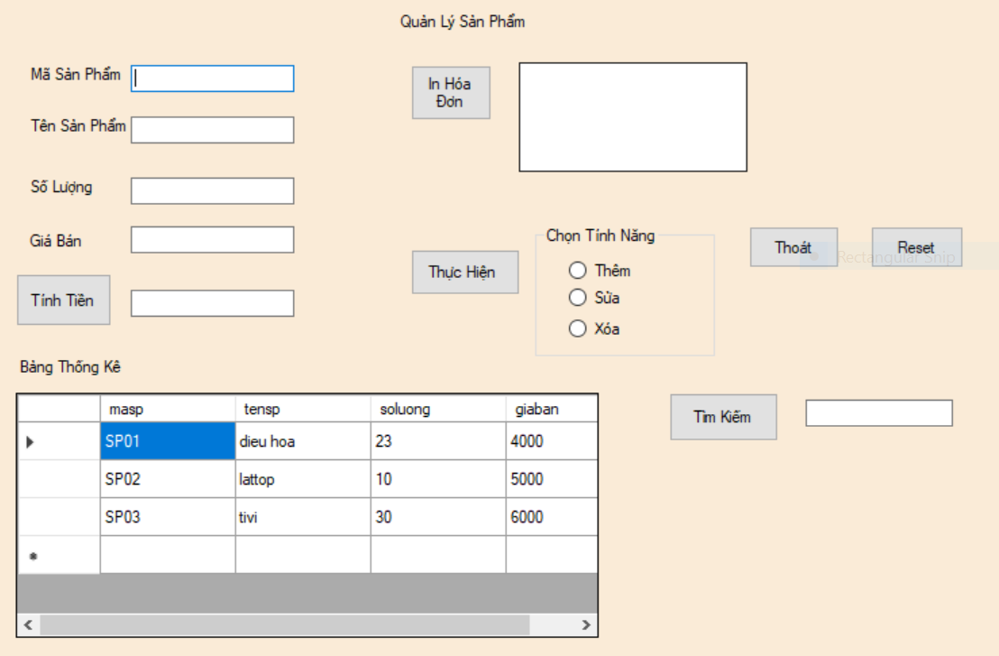 Quản Lý Sản Phẩm
Mã Sản Phẩm
Tên Sản Phẩm
Số Lượng
Giá Bán
Tính Tiền
In Hóa
Đơn
Thực Hiện
Chọn Tính Năng
Thêm
Sửa
Xóa
Thoát
Reset
Rectangular Snip
Bảng Thống Kê
masp tensp soluong giaban
SP01 dieu hoa 23 4000
SP02 lattop 10 5000
SP03 tivi 30 6000
Tìm Kiếm